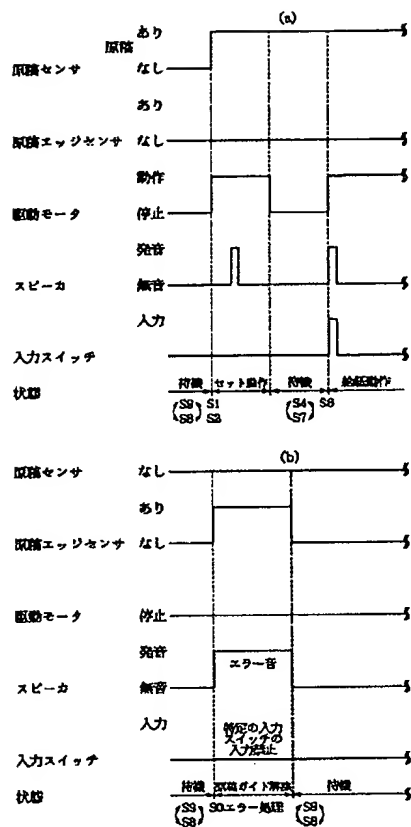 (a)
原稿 あり
原稿センサ なし
あり
原稿エッジセンサ なし
動作
駆動モータ 停止
発音
スピーカ 無音
入力
入力スイッチ
状態 待機 セット動作 待機 給紙動作
(S9 S8) S1 S2 (S4 S7) S6
(b)
原稿センサ なし
あり
原稿エッジセンサ なし
駆動モータ 停止
発音 エラー音
スピーカ 無音
入力 特定の入力
スイッチの
入力禁止
入力スイッチ
状態 待機 原稿ガイド解放 待機
(S9 S8) S0エラー処理 (S9 S8)